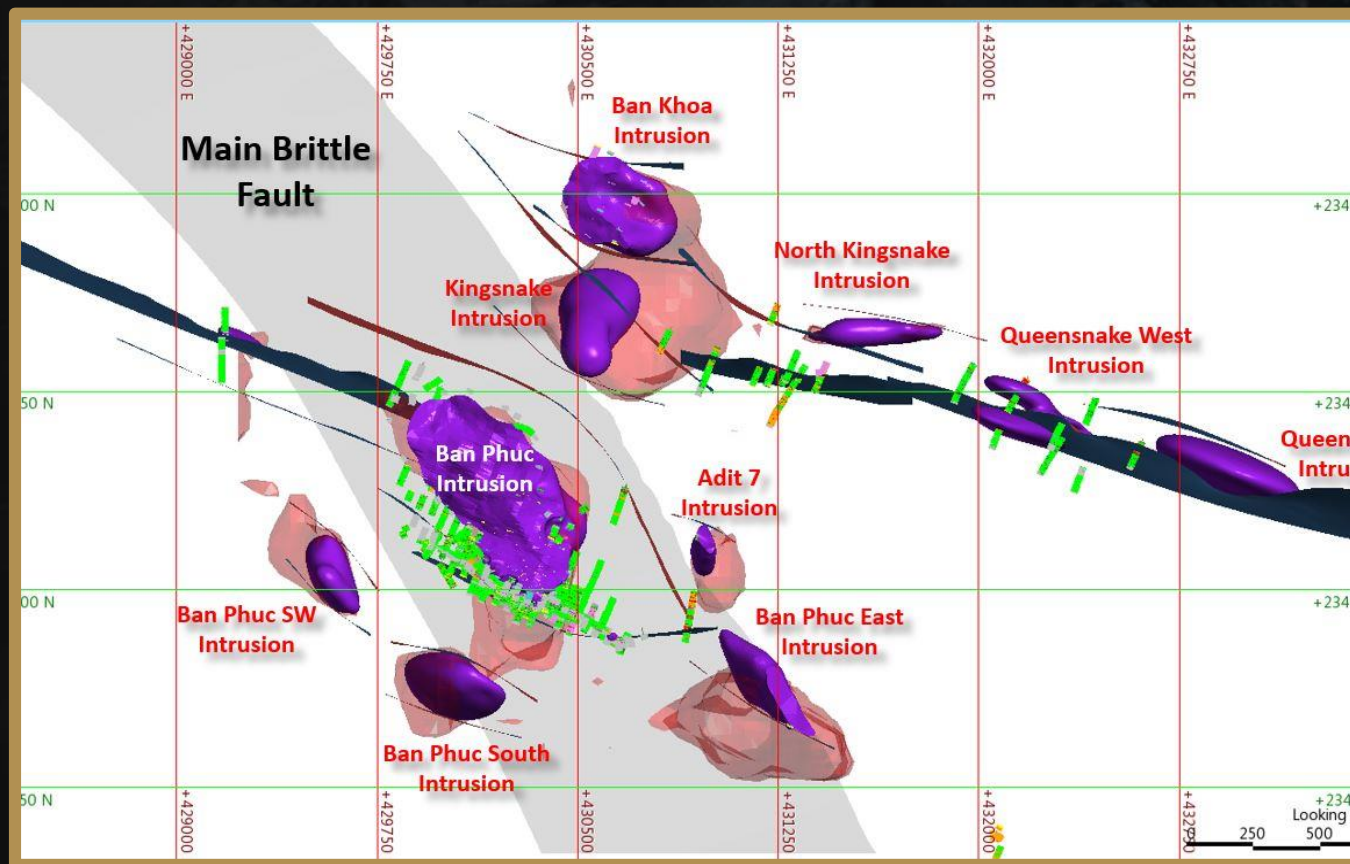 +429000 E
+429750 E
+430500 E
+431250 E
+432000 E
+432750 E
Ban Khoa
Intrusion
Main Brittle
Fault
00 N
+234
North Kingsnake
Intrusion
Kingsnake
Intrusion
Queensnake West
Intrusion
50 N
+234
Ban Phuc
Intrusion
Queen
Intru
Adit 7
Intrusion
00 N
+234
Ban Phuc SW
Intrusion
Ban Phuc East
Intrusion
Ban Phuc South
Intrusion
50 N
+234
+429000
+429750
+430500
+431250
+432000
Looking
250
500